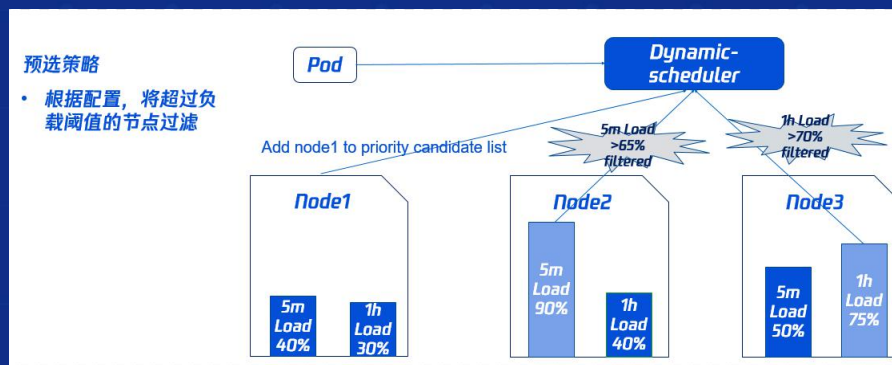 预选策略
• 根据配置，将超过负
载阈值的节点过滤
Pod
Dynamic-
scheduler
Add node1 to priority candidate list
5m Load
>65%
filtered
1h Load
>70%
filtered
Node1
5m
Load
40%
1h
Load
30%
Node2
5m
Load
90%
1h
Load
40%
Node3
5m
Load
50%
1h
Load
75%